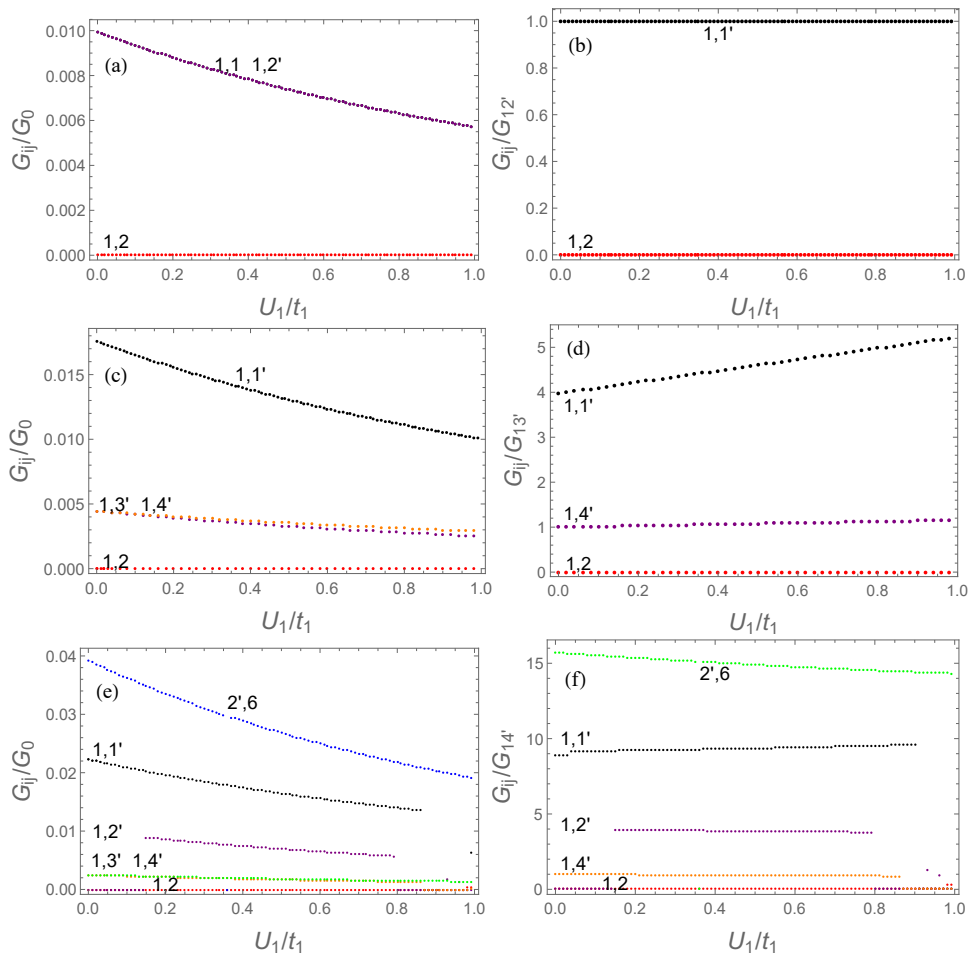 (a)
1,1 1,2'
1,2
G_ij/G_0
0.010
0.008
0.006
0.004
0.002
0.000
0.0 0.2 0.4 0.6 0.8 1.0
U_1/t_1
(b)
1,1'
1,2
G_ij/G_12'
1.0
0.8
0.6
0.4
0.2
0.0
0.0 0.2 0.4 0.6 0.8 1.0
U_1/t_1
(c)
1,1'
1,3' 1,4'
1,2
G_ij/G_0
0.015
0.010
0.005
0.000
0.0 0.2 0.4 0.6 0.8 1.0
U_1/t_1
(d)
1,1'
1,4'
1,2
G_ij/G_13'
5
4
3
2
1
0
0.0 0.2 0.4 0.6 0.8 1.0
U_1/t_1
(e)
2',6
1,1'
1,2'
1,3' 1,4'
1,2
G_ij/G_0
0.04
0.03
0.02
0.01
0.00
0.0 0.2 0.4 0.6 0.8 1.0
U_1/t_1
(f)
2',6
1,1'
1,2'
1,4'
1,2
G_ij/G_14'
15
10
5
0
0.0 0.2 0.4 0.6 0.8 1.0
U_1/t_1